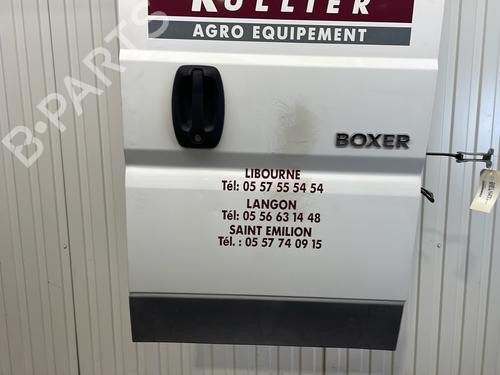 ROLLIER
AGRO EQUIPEMENT
BOXER
LIBOURNE
Tél: 05 57 55 54 54
LANGON
Tél: 05 56 63 14 48
SAINT EMILION
Tél. : 05 57 74 09 15
B-PARTS